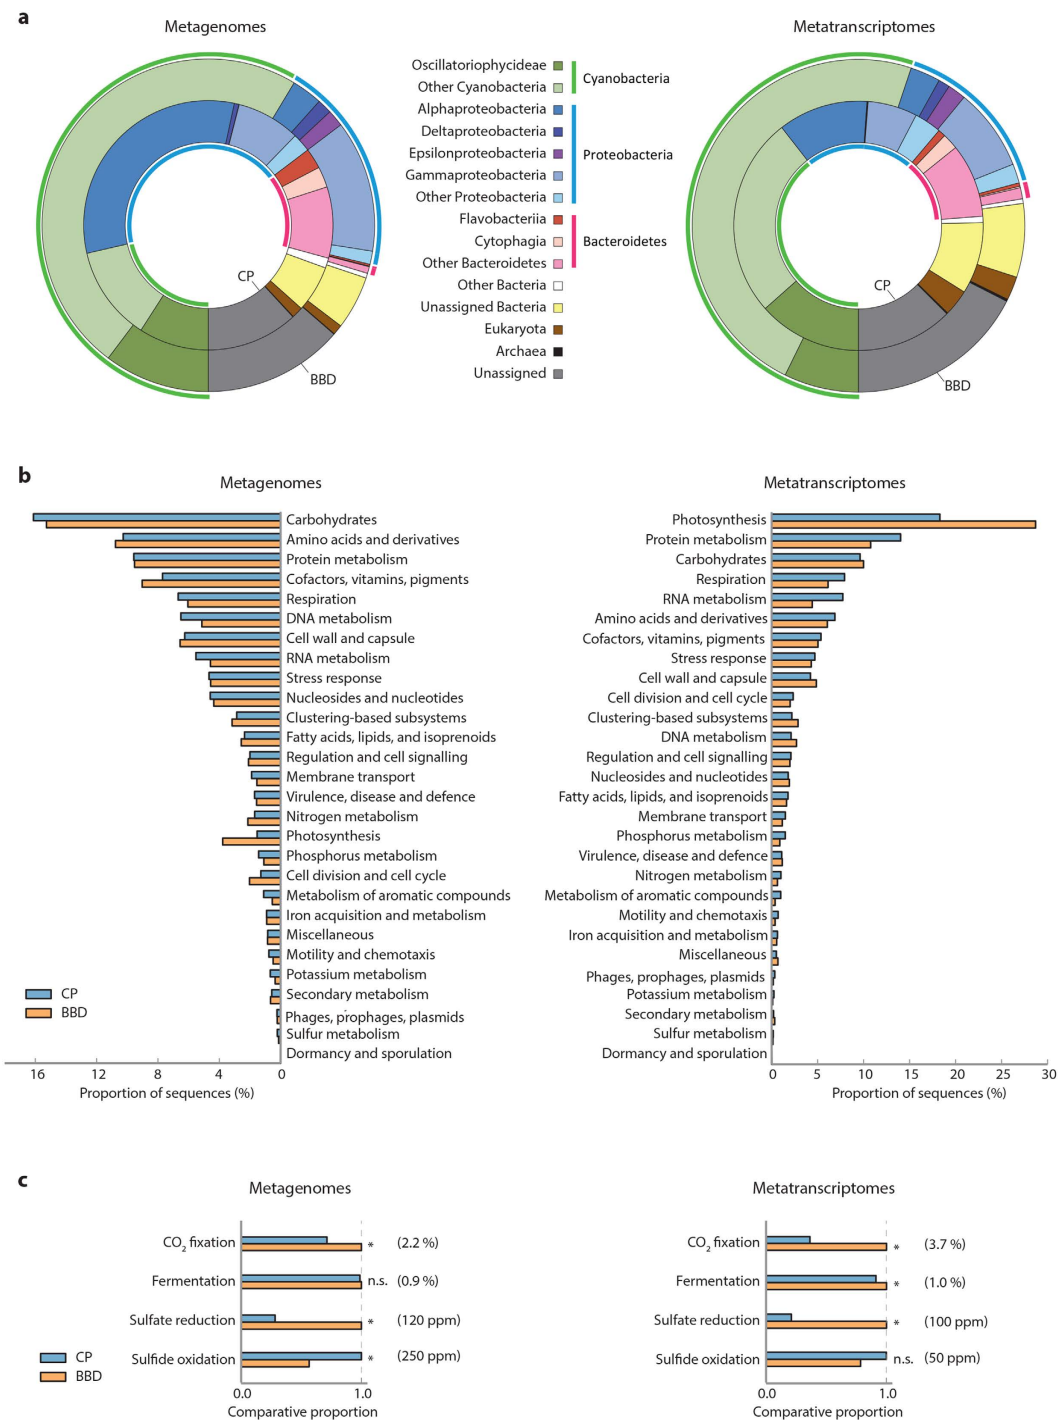 a
Metagenomes
Metatranscriptomes
Oscillatoriophycideae
Other Cyanobacteria
Cyanobacteria
Alphaproteobacteria
Deltaproteobacteria
Epsilonproteobacteria
Gammaproteobacteria
Other Proteobacteria
Proteobacteria
Flavobacteriia
Cytophagia
Other Bacteroidetes
Bacteroidetes
Other Bacteria
Unassigned Bacteria
Eukaryota
Archaea
Unassigned
CP
BBD
CP
BBD
b
Metagenomes
Carbohydrates
Amino acids and derivatives
Protein metabolism
Cofactors, vitamins, pigments
Respiration
DNA metabolism
Cell wall and capsule
RNA metabolism
Stress response
Nucleosides and nucleotides
Clustering-based subsystems
Fatty acids, lipids, and isoprenoids
Regulation and cell signalling
Membrane transport
Virulence, disease and defence
Nitrogen metabolism
Photosynthesis
Phosphorus metabolism
Cell division and cell cycle
Metabolism of aromatic compounds
Iron acquisition and metabolism
Miscellaneous
Motility and chemotaxis
Potassium metabolism
Secondary metabolism
Phages, prophages, plasmids
Sulfur metabolism
Dormancy and sporulation
CP
BBD
16 12 8 4 0
Proportion of sequences (%)
Metatranscriptomes
Photosynthesis
Protein metabolism
Carbohydrates
Respiration
RNA metabolism
Amino acids and derivatives
Cofactors, vitamins, pigments
Stress response
Cell wall and capsule
Cell division and cell cycle
Clustering-based subsystems
DNA metabolism
Regulation and cell signalling
Nucleosides and nucleotides
Fatty acids, lipids, and isoprenoids
Membrane transport
Phosphorus metabolism
Virulence, disease and defence
Nitrogen metabolism
Metabolism of aromatic compounds
Motility and chemotaxis
Iron acquisition and metabolism
Miscellaneous
Phages, prophages, plasmids
Potassium metabolism
Secondary metabolism
Sulfur metabolism
Dormancy and sporulation
0 5 10 15 20 25 30
Proportion of sequences (%)
c
Metagenomes
CO₂ fixation * (2.2 %)
Fermentation n.s. (0.9 %)
Sulfate reduction * (120 ppm)
Sulfide oxidation * (250 ppm)
CP
BBD
0.0 1.0
Comparative proportion
Metatranscriptomes
CO₂ fixation * (3.7 %)
Fermentation * (1.0 %)
Sulfate reduction * (100 ppm)
Sulfide oxidation n.s. (50 ppm)
0.0 1.0
Comparative proportion